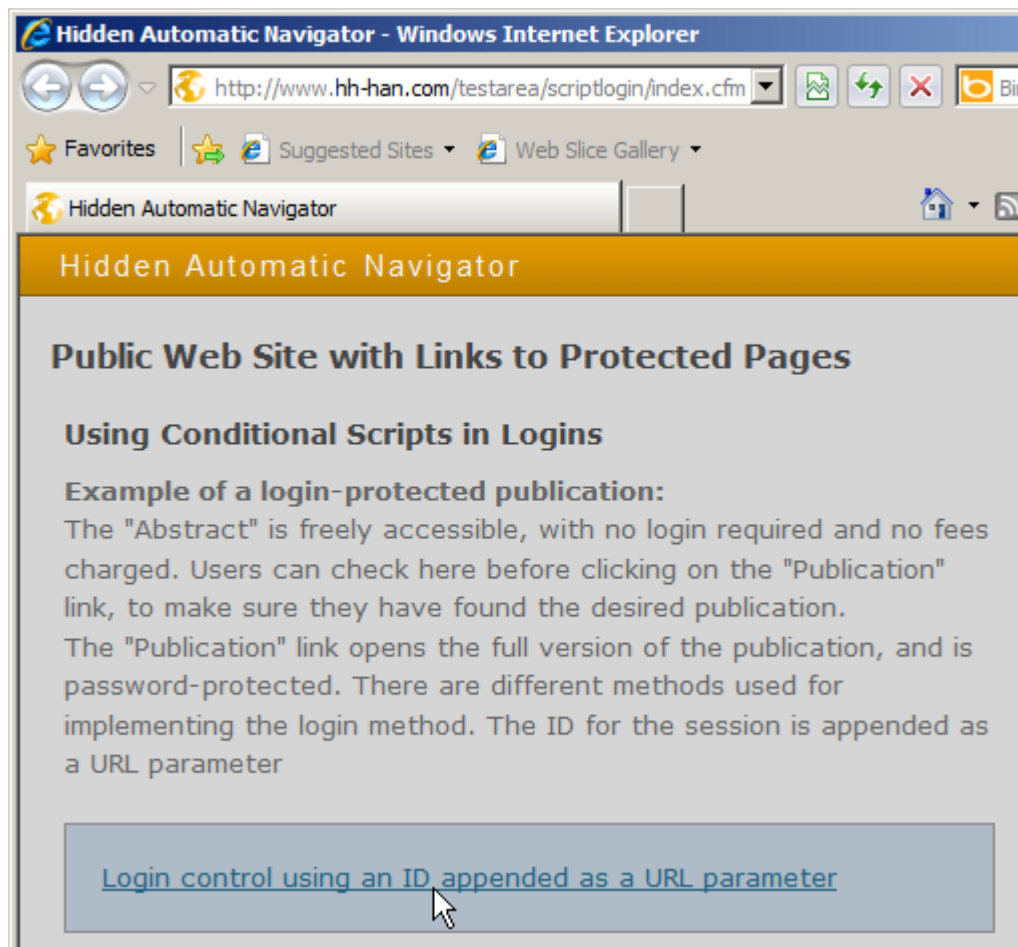 Hidden Automatic Navigator - Windows Internet Explorer
http://www.hh-han.com/testarea/scriptlogin/index.cfm
Favorites Suggested Sites Web Slice Gallery
Hidden Automatic Navigator
Hidden Automatic Navigator
Public Web Site with Links to Protected Pages
Using Conditional Scripts in Logins
Example of a login-protected publication:
The "Abstract" is freely accessible, with no login required and no fees
charged. Users can check here before clicking on the "Publication"
link, to make sure they have found the desired publication.
The "Publication" link opens the full version of the publication, and is
password-protected. There are different methods used for
implementing the login method. The ID for the session is appended as
a URL parameter
Login control using an ID appended as a URL parameter